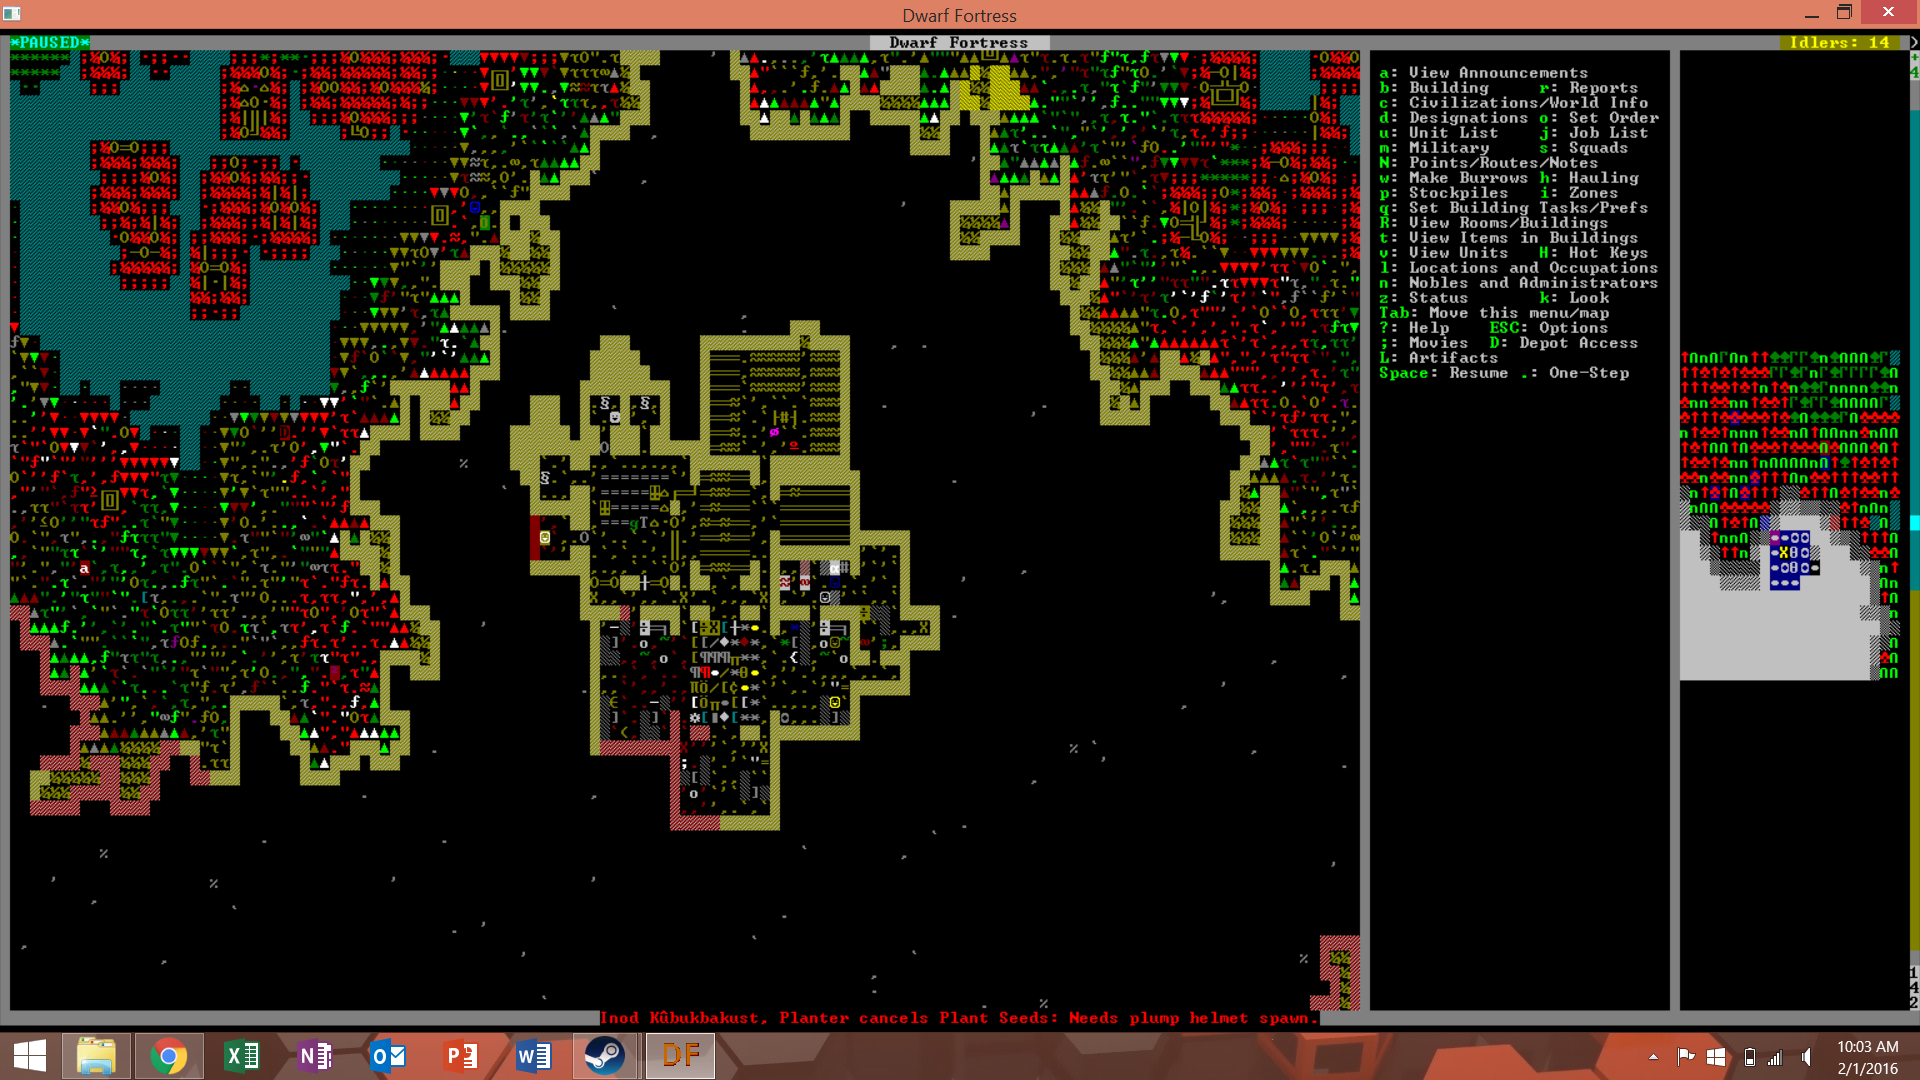 Dwarf Fortress
*PAUSED*
Dwarf Fortress
Idlers: 14
a: View Announcements
b: Building r: Reports
c: Civilizations/World Info
d: Designations o: Set Order
u: Unit List j: Job List
m: Military s: Squads
N: Points/Routes/Notes
w: Make Burrows h: Hauling
p: Stockpiles i: Zones
q: Set Building Tasks/Prefs
R: View Rooms/Buildings
t: View Items in Buildings
v: View Units H: Hot Keys
l: Locations and Occupations
n: Nobles and Administrators
z: Status k: Look
Tab: Move this menu/map
?: Help ESC: Options
;: Movies D: Depot Access
L: Artifacts
Space: Resume .: One-Step
Inod Kûbukbakust, Planter cancels Plant Seeds: Needs plump helmet spawn.
DF
10:03 AM
2/1/2016